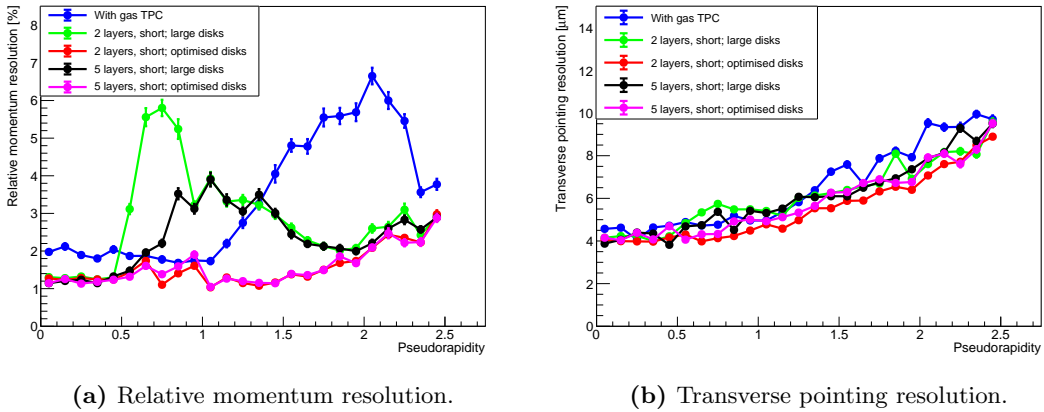 Relative momentum resolution [%]
8
7
6
5
4
3
2
1
0
With gas TPC
2 layers, short; large disks
2 layers, short; optimised disks
5 layers, short; large disks
5 layers, short; optimised disks
0 0.5 1 1.5 2 2.5
Pseudorapidity
Transverse pointing resolution [μm]
14
12
10
8
6
4
2
0
With gas TPC
2 layers, short; large disks
2 layers, short; optimised disks
5 layers, short; large disks
5 layers, short; optimised disks
0 0.5 1 1.5 2 2.5
Pseudorapidity
(a) Relative momentum resolution.
(b) Transverse pointing resolution.